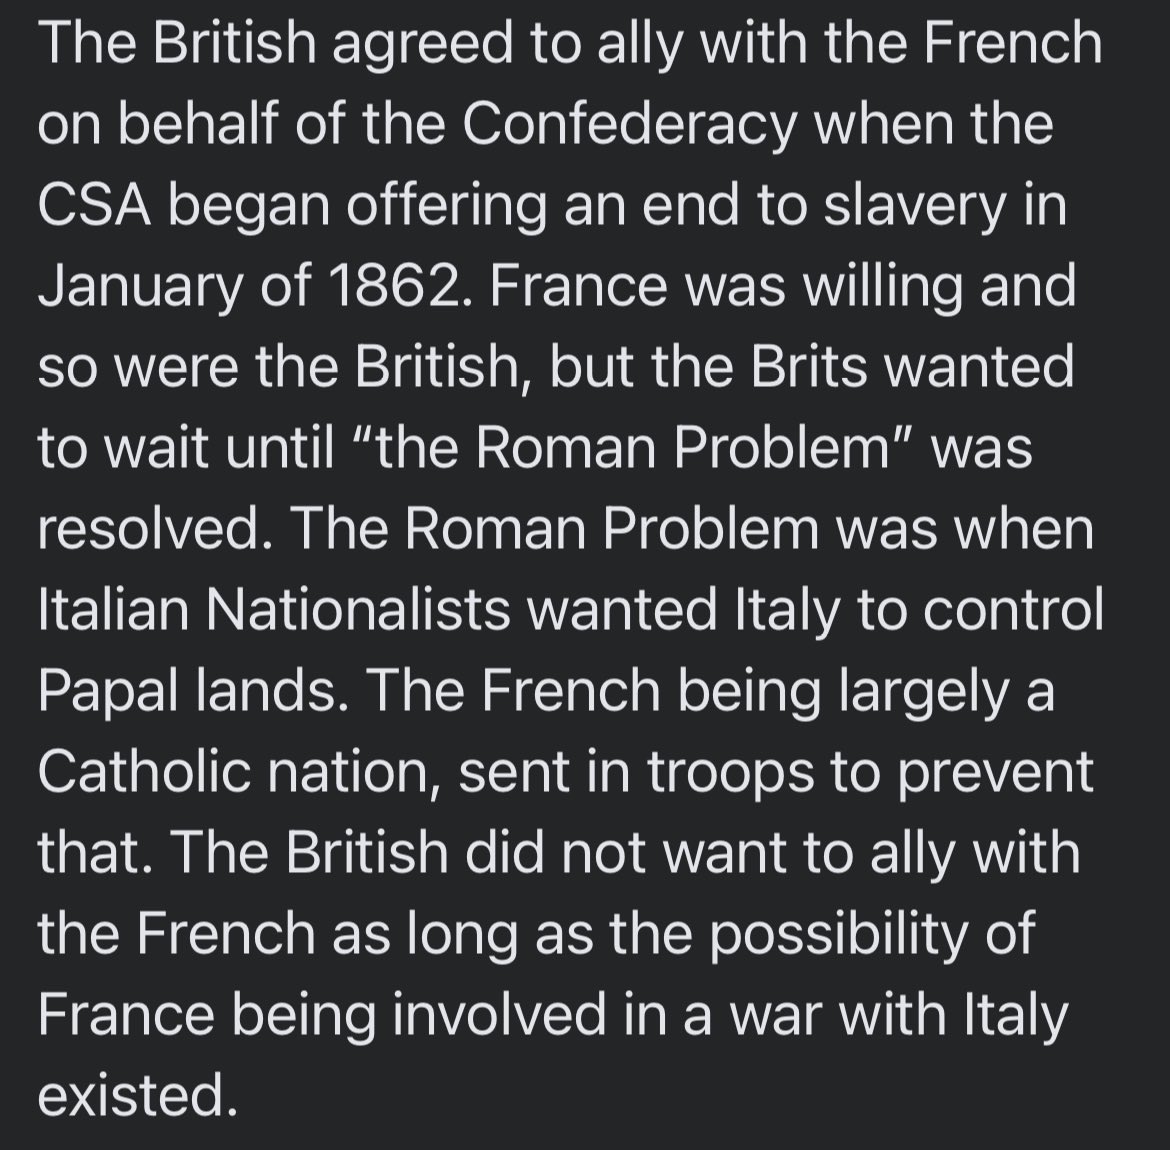 The British agreed to ally with the French
on behalf of the Confederacy when the
CSA began offering an end to slavery in
January of 1862. France was willing and
so were the British, but the Brits wanted
to wait until “the Roman Problem” was
resolved. The Roman Problem was when
Italian Nationalists wanted Italy to control
Papal lands. The French being largely a
Catholic nation, sent in troops to prevent
that. The British did not want to ally with
the French as long as the possibility of
France being involved in a war with Italy
existed.